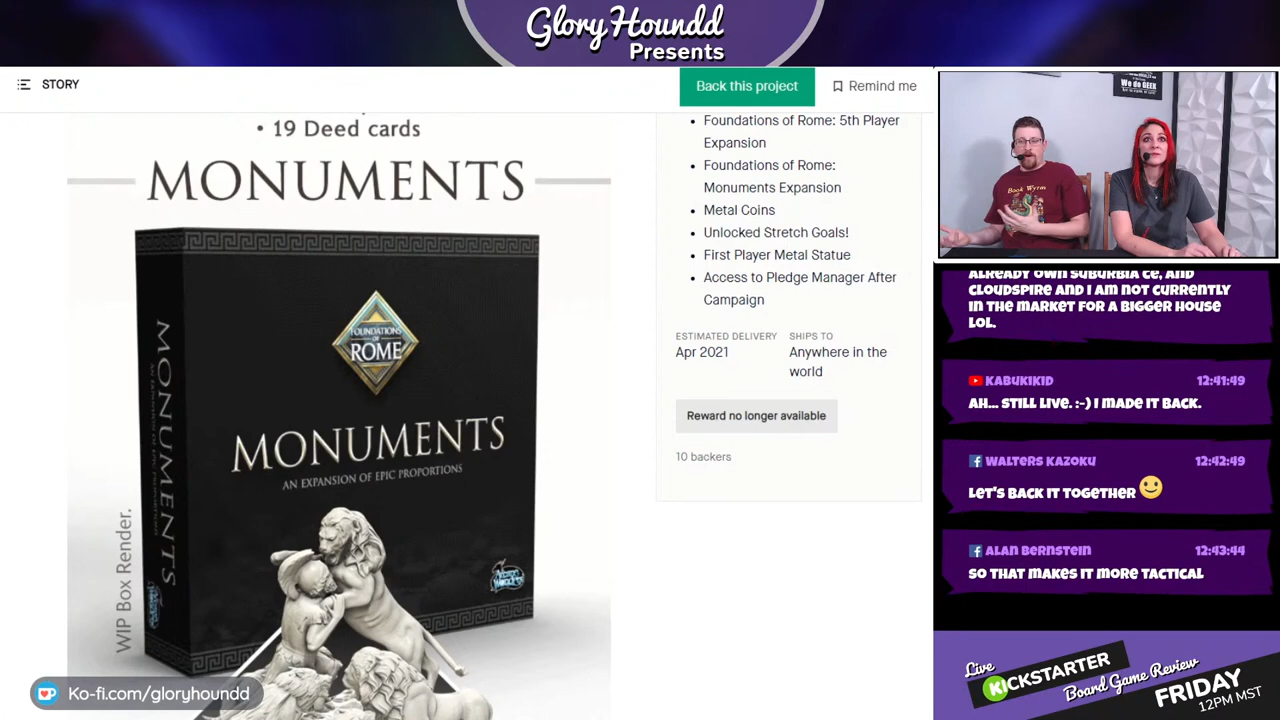 Glory Houndd
Presents
STORY
Back this project
Remind me
• 19 Deed cards
MONUMENTS
FOUNDATIONS
OF
ROME
MONUMENTS
AN EXPANSION OF EPIC PROPORTIONS
MONUMENTS
AN EXPANSION OF EPIC PROPORTIONS
WIP Box Render.
Ko-fi.com/gloryhoundd
• Foundations of Rome: 5th Player
Expansion
• Foundations of Rome:
Monuments Expansion
• Metal Coins
• Unlocked Stretch Goals!
• First Player Metal Statue
• Access to Pledge Manager After
Campaign
ESTIMATED DELIVERY
Apr 2021
SHIPS TO
Anywhere in the
world
Reward no longer available
10 backers
We do GEEK
Book Wyrm
ALREADY OWN SUBURBIA CE, AND
CLOUDSPIRE AND I AM NOT CURRENTLY
IN THE MARKET FOR A BIGGER HOUSE
LOL.
KABUKIKID 12:41:49
AH... STILL LIVE. :-) I MADE IT BACK.
WALTERS KAZOKU 12:42:49
LET'S BACK IT TOGETHER
ALAN BERNSTEIN 12:43:44
SO THAT MAKES IT MORE TACTICAL
Live
KICKSTARTER
Board Game Review
FRIDAY
12PM MST